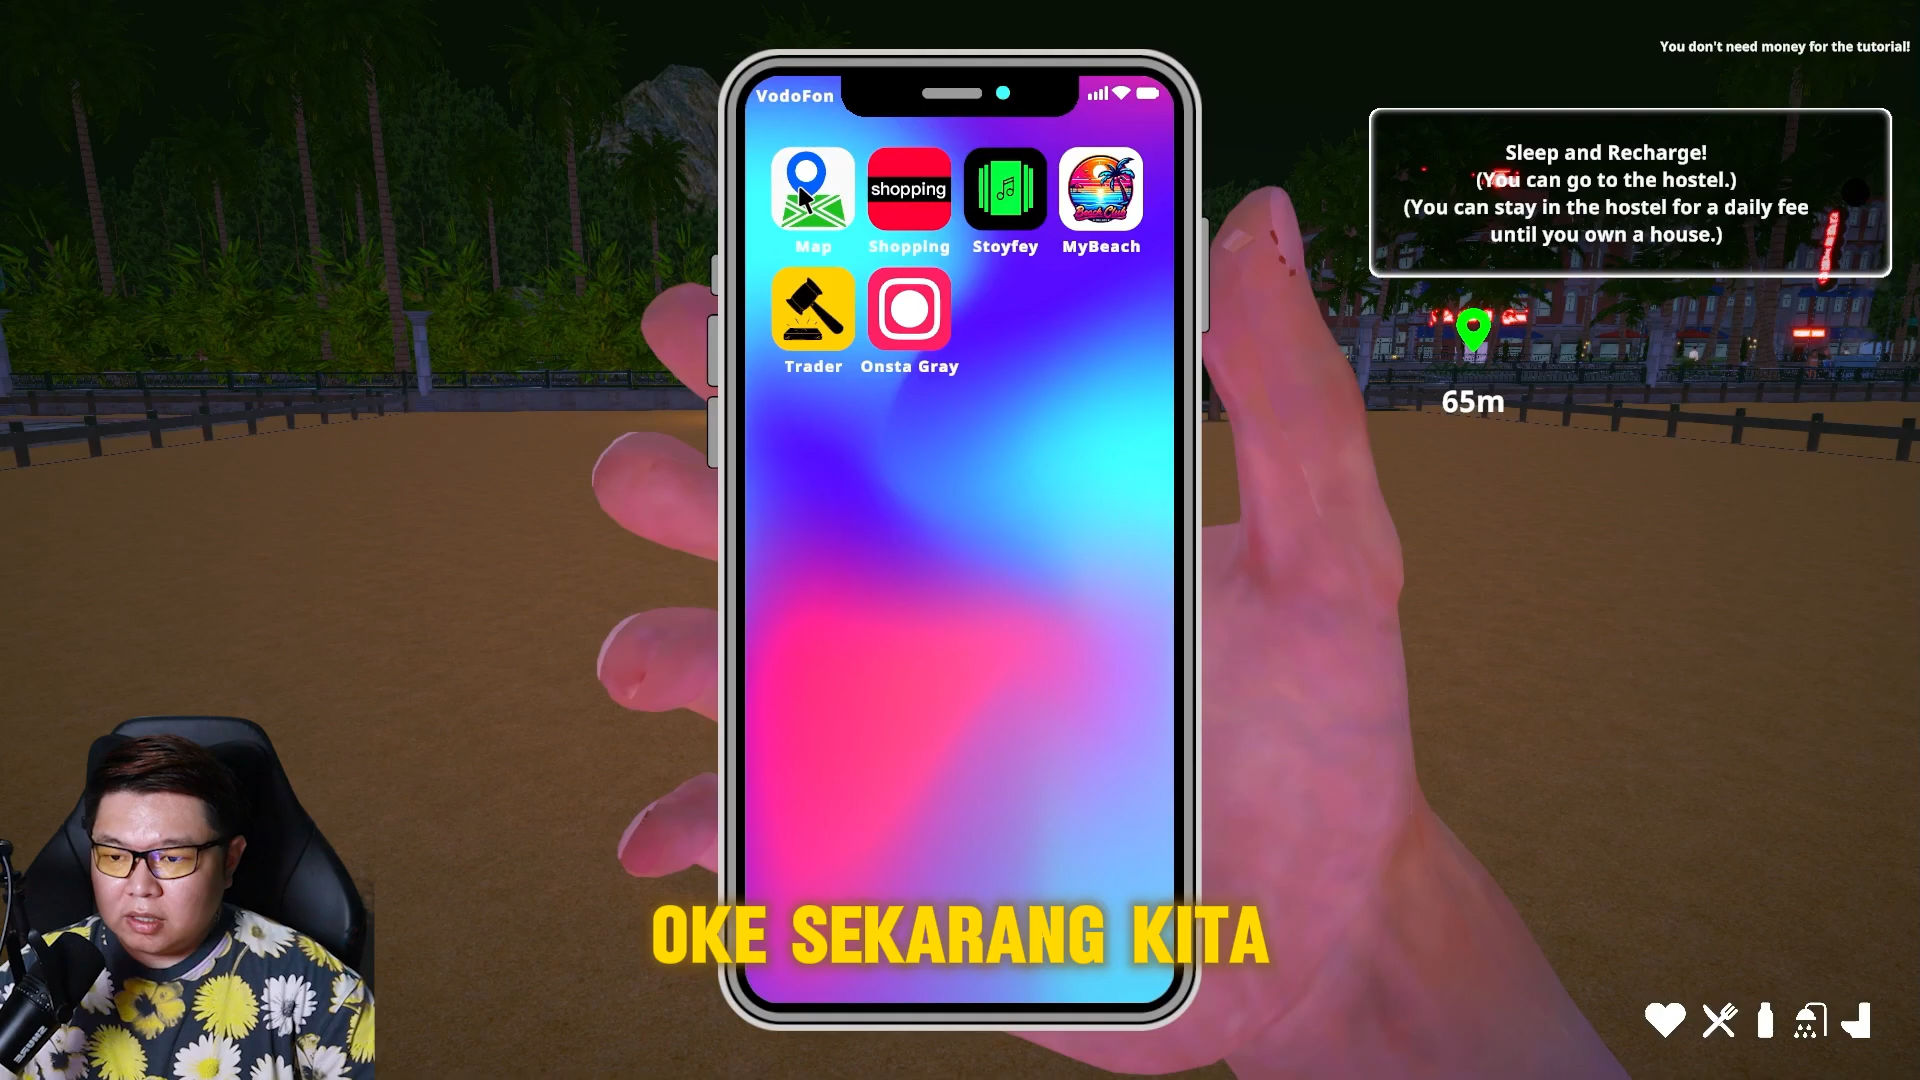 You don't need money for the tutorial!
VodoFon
Sleep and Recharge!
(You can go to the hostel.)
(You can stay in the hostel for a daily fee
until you own a house.)
shopping
Beach Club
Map
Shopping
Stoyfey
MyBeach
Trader
Onsta Gray
65m
OKE SEKARANG KITA